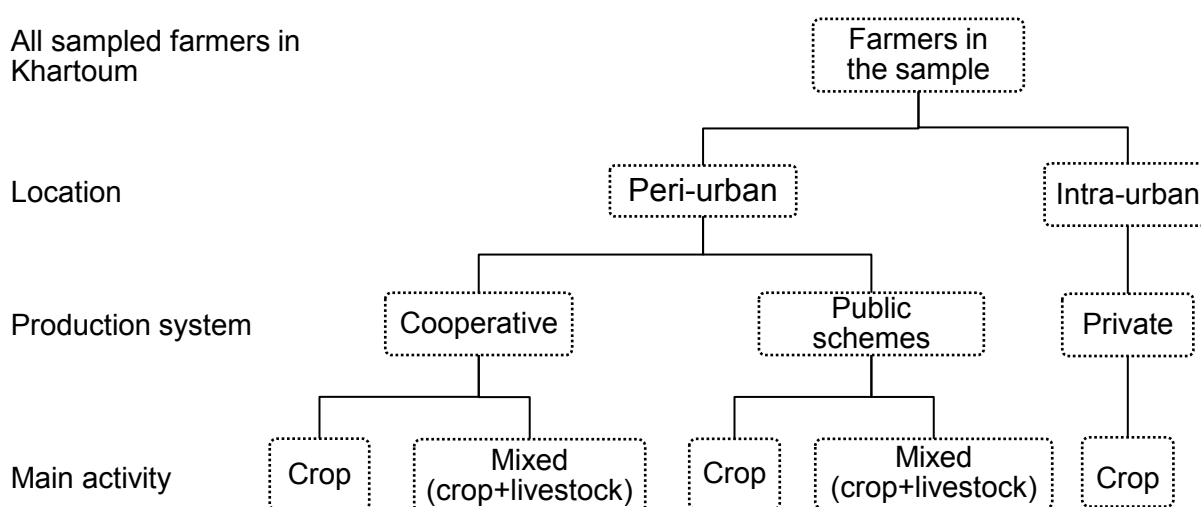 All sampled farmers in
Khartoum
Farmers in
the sample
Location
Peri-urban
Intra-urban
Production system
Cooperative
Public
schemes
Private
Main activity
Crop
Mixed
(crop+livestock)
Crop
Mixed
(crop+livestock)
Crop